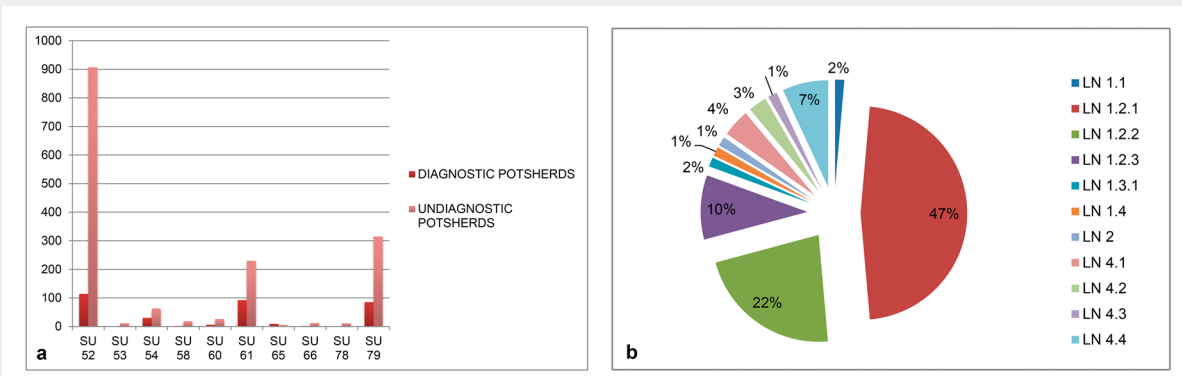 1000
900
800
700
600
500
400
300
200
100
0
SU SU SU SU SU SU SU SU SU SU
52 53 54 58 60 61 65 66 78 79
DIAGNOSTIC POTSHERDS
UNDIAGNOSTIC
POTSHERDS
a
2%
47%
22%
10%
2%
1%
1%
4%
3%
1%
7%
LN 1.1
LN 1.2.1
LN 1.2.2
LN 1.2.3
LN 1.3.1
LN 1.4
LN 2
LN 4.1
LN 4.2
LN 4.3
LN 4.4
b